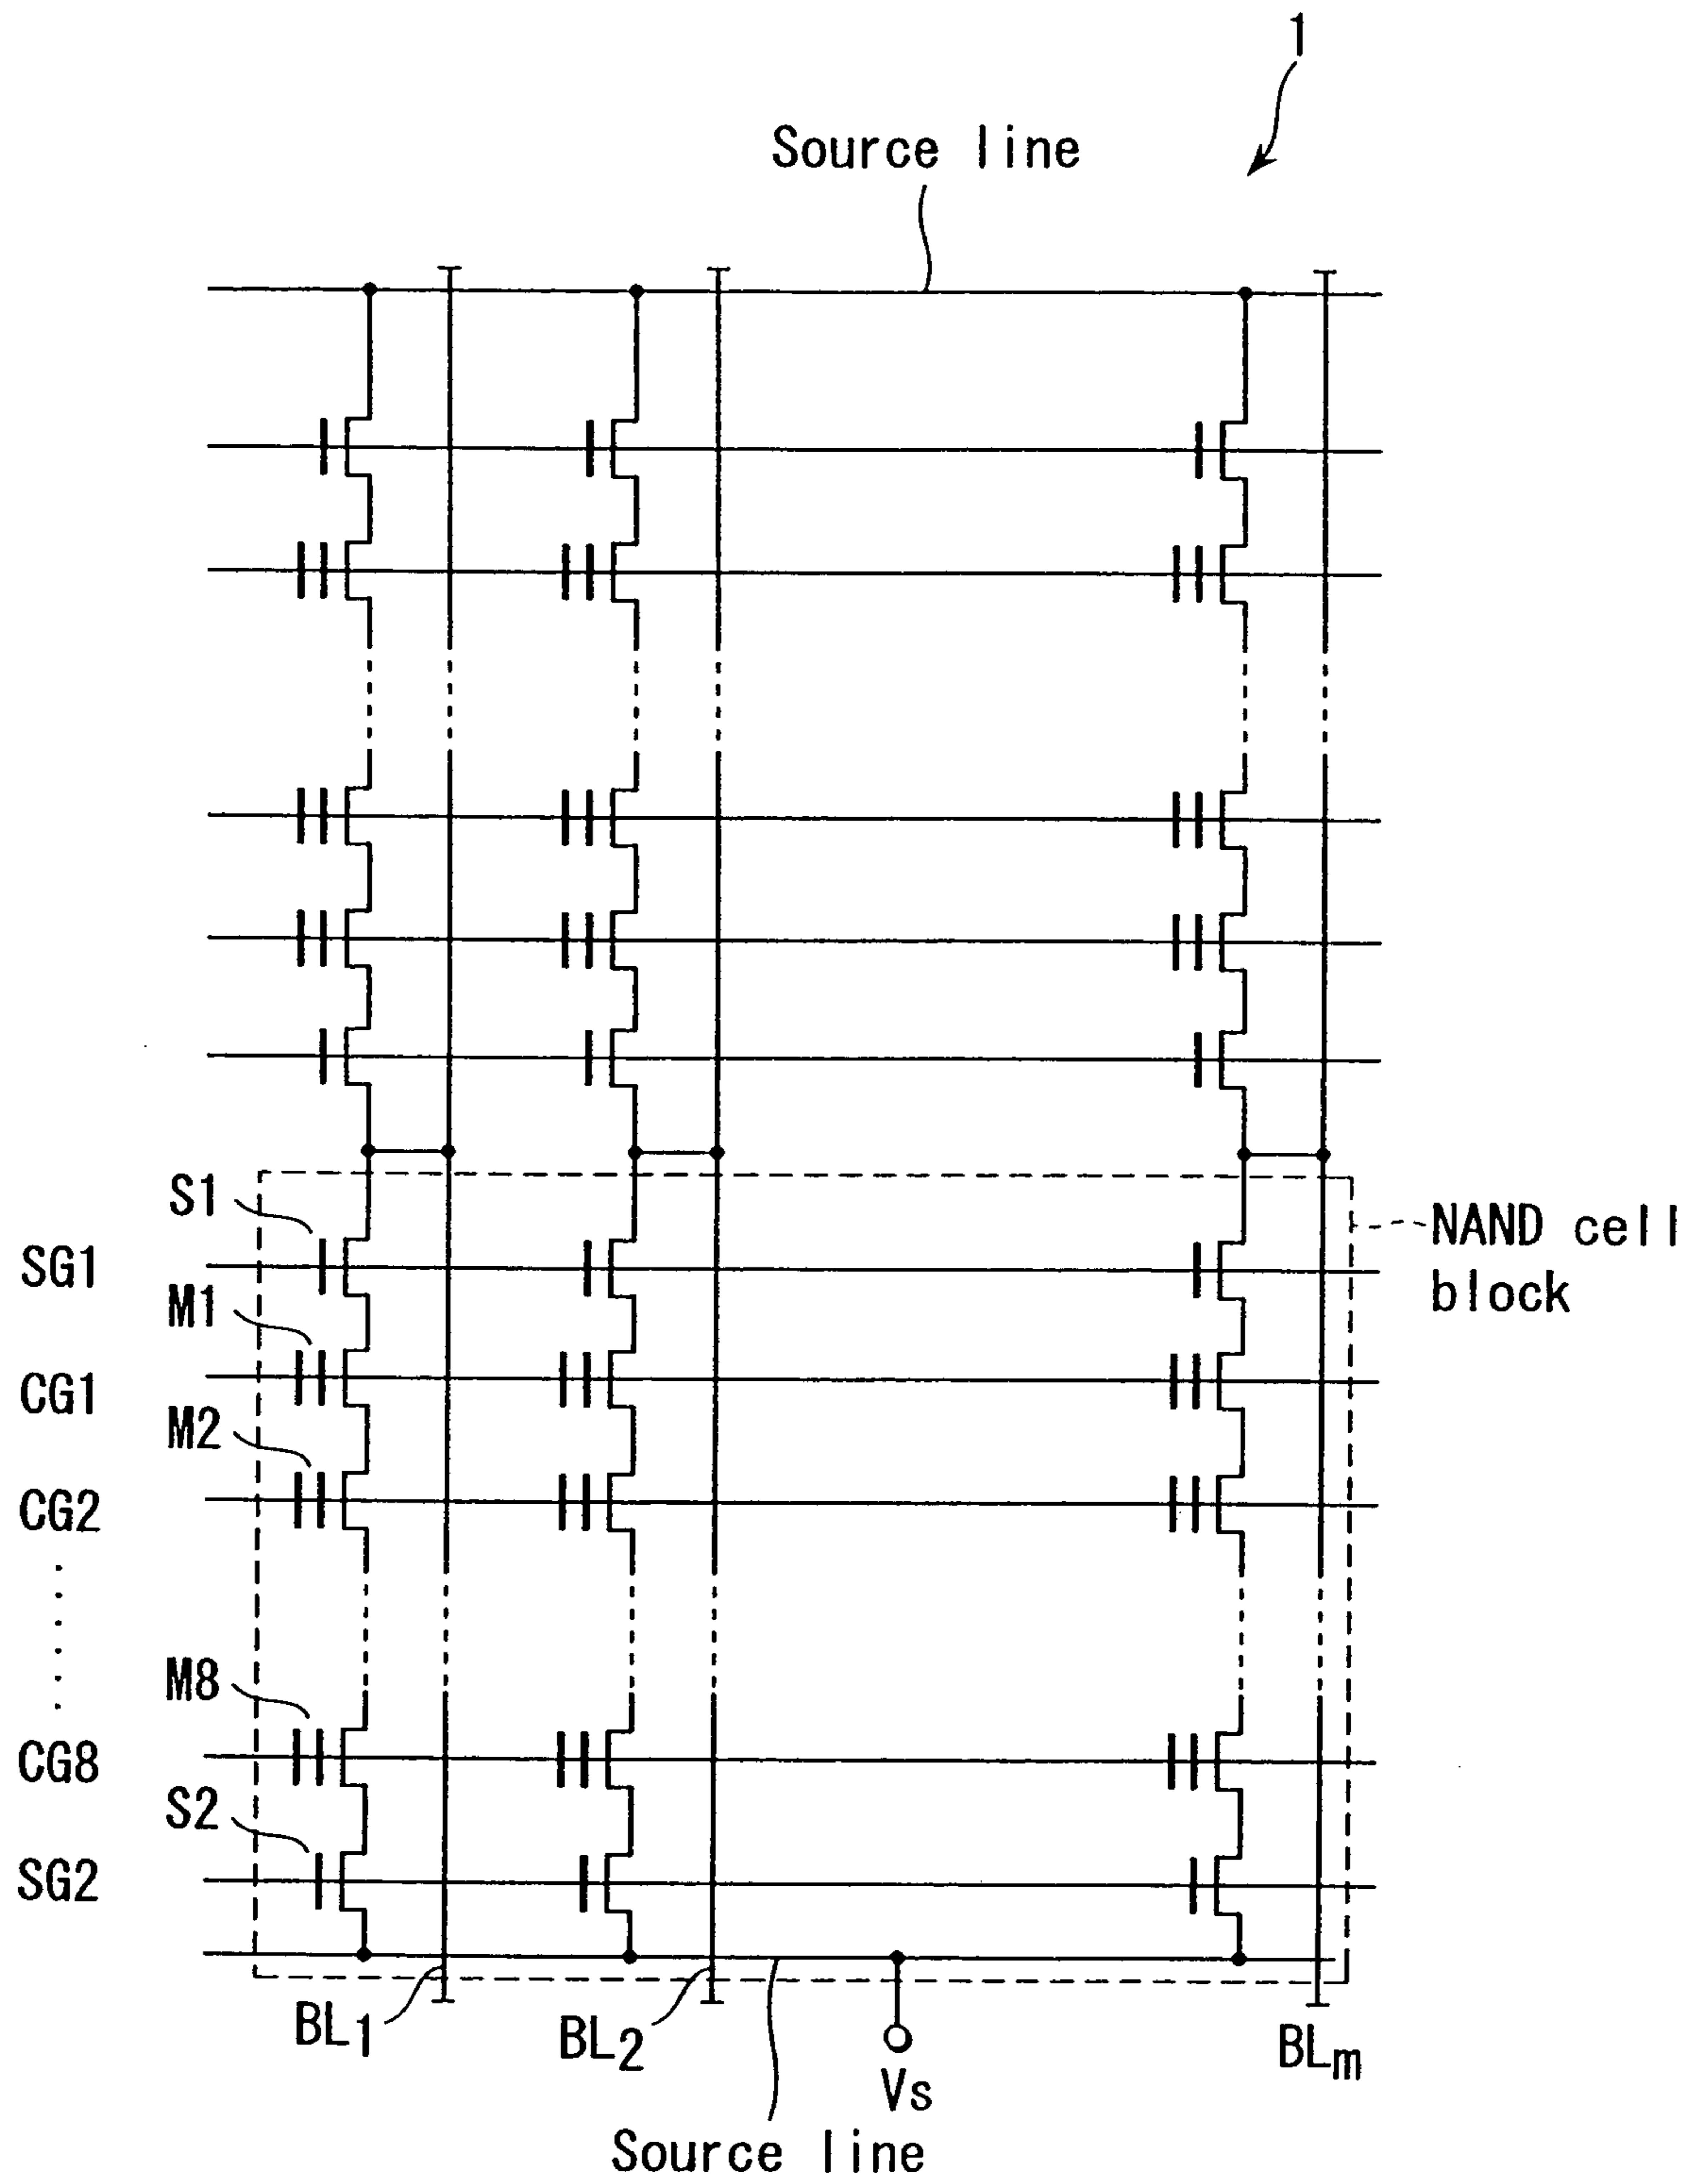 1
Source line
S1
SG1
NAND cell
block
M1
CG1
M2
CG2
M8
CG8
S2
SG2
BL1
BL2
BLm
Vs
Source line